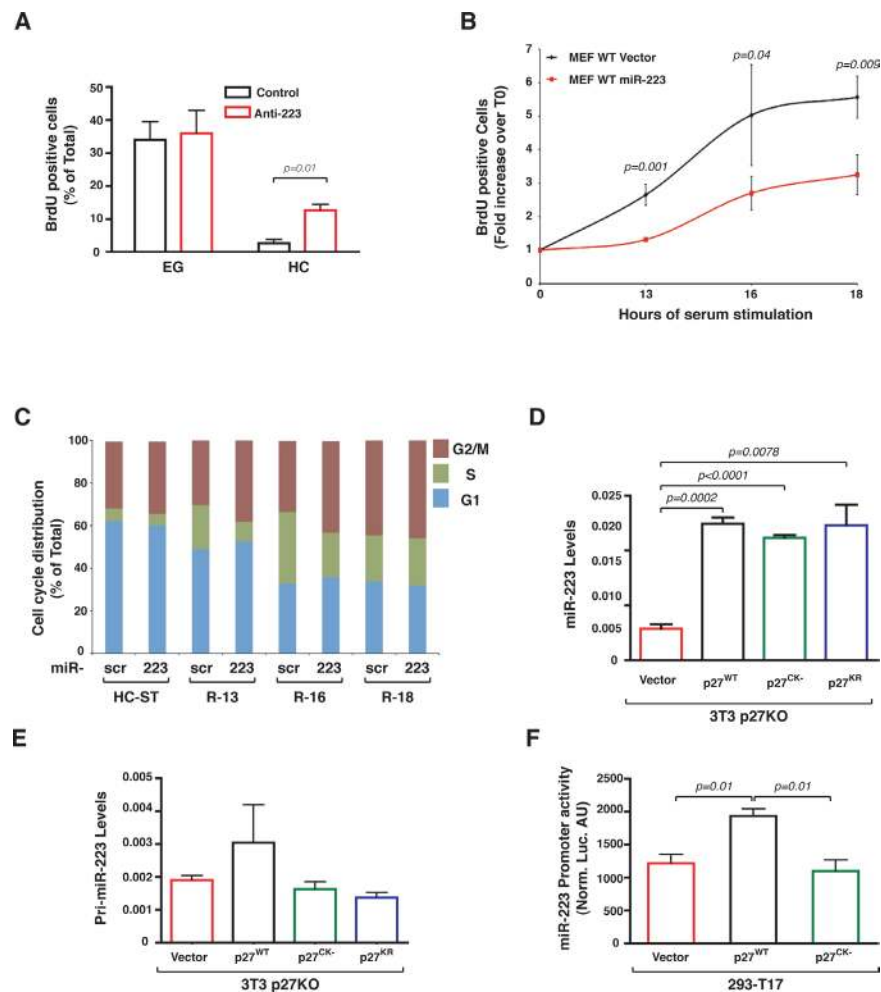 A
BrdU positive cells
(% of Total)
50
40
30
20
10
0
Control
Anti-223
p=0.01
EG
HC
B
BrdU positive Cells
(Fold increase over T0)
7
6
5
4
3
2
1
0
MEF WT Vector
MEF WT miR-223
p=0.001
p=0.04
p=0.009
0
13
16
18
Hours of serum stimulation
C
Cell cycle distribution
(% of Total)
100
80
60
40
20
0
G2/M
S
G1
miR-
scr 223 scr 223 scr 223 scr 223
HC-ST R-13 R-16 R-18
D
miR-223 Levels
0.025
0.020
0.015
0.010
0.005
0
p=0.0078
p<0.0001
p=0.0002
Vector p27WT p27CK- p27KR
3T3 p27KO
E
Pri-miR-223 Levels
0.005
0.004
0.003
0.002
0.001
0
Vector p27WT p27CK- p27KR
3T3 p27KO
F
miR-223 Promoter activity
(Norm. Luc. AU)
2500
2000
1500
1000
500
0
p=0.01 p=0.01
Vector p27WT p27CK-
293-T17